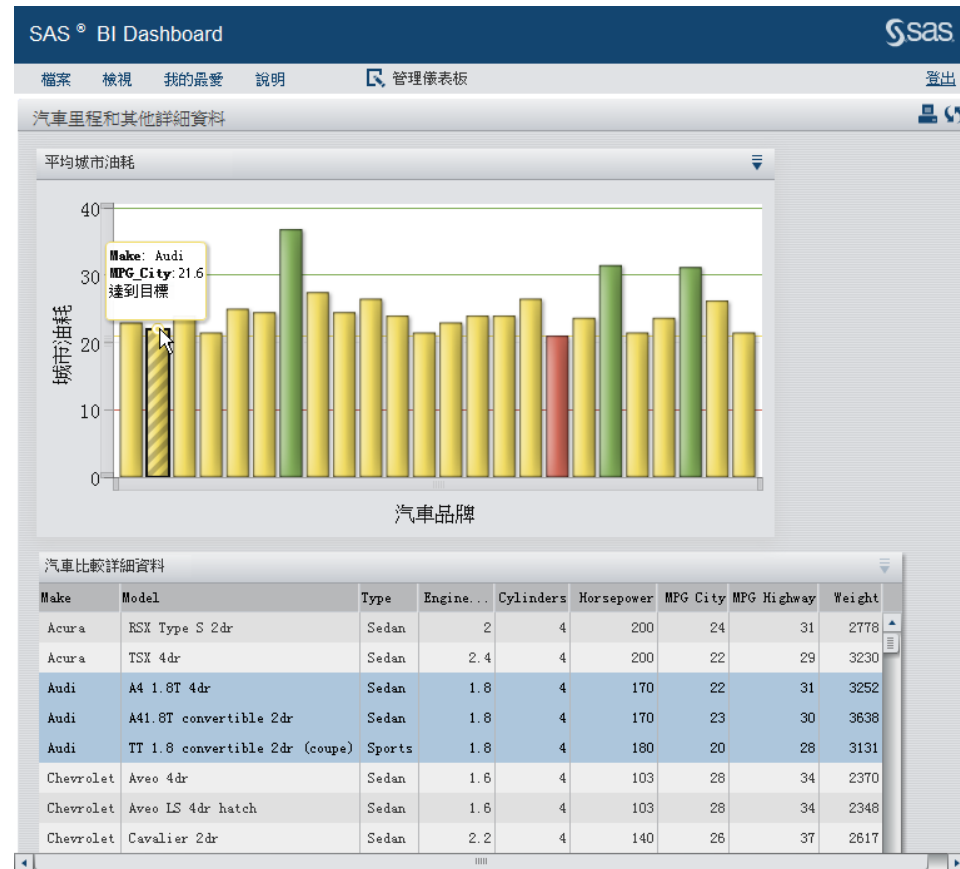 SAS ® BI Dashboard
sas
檔案 檢視 我的最愛 說明 管理儀表板 登出
汽車里程和其他詳細資料
平均城市油耗
40
30
20
10
0
城市油耗
Make: Audi
MPG_City:21.6
達到目標
汽車品牌
汽車比較詳細資料
Make Model Type Engine... Cylinders Horsepower MPG City MPG Highway Weight
Acura RSX Type S 2dr Sedan 2 4 200 24 31 2778
Acura TSX 4dr Sedan 2.4 4 200 22 29 3230
Audi A4 1.8T 4dr Sedan 1.8 4 170 22 31 3252
Audi A41.8T convertible 2dr Sedan 1.8 4 170 23 30 3638
Audi TT 1.8 convertible 2dr (coupe) Sports 1.8 4 180 20 28 3131
Chevrolet Aveo 4dr Sedan 1.6 4 103 28 34 2370
Chevrolet Aveo LS 4dr hatch Sedan 1.6 4 103 28 34 2348
Chevrolet Cavalier 2dr Sedan 2.2 4 140 26 37 2617